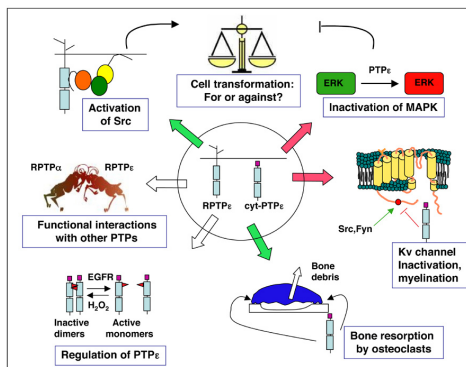 Cell transformation:
For or against?
Activation
of Src
ERK
PTPε
ERK
Inactivation of MAPK
RPTPα
RPTPε
Functional interactions
with other PTPs
RPTPε
cyt-PTPε
Src,Fyn
Kv channel
Inactivation,
myelination
EGFR
H₂O₂
Inactive
dimers
Active
monomers
Regulation of PTPε
Bone
debris
Bone resorption
by osteoclasts